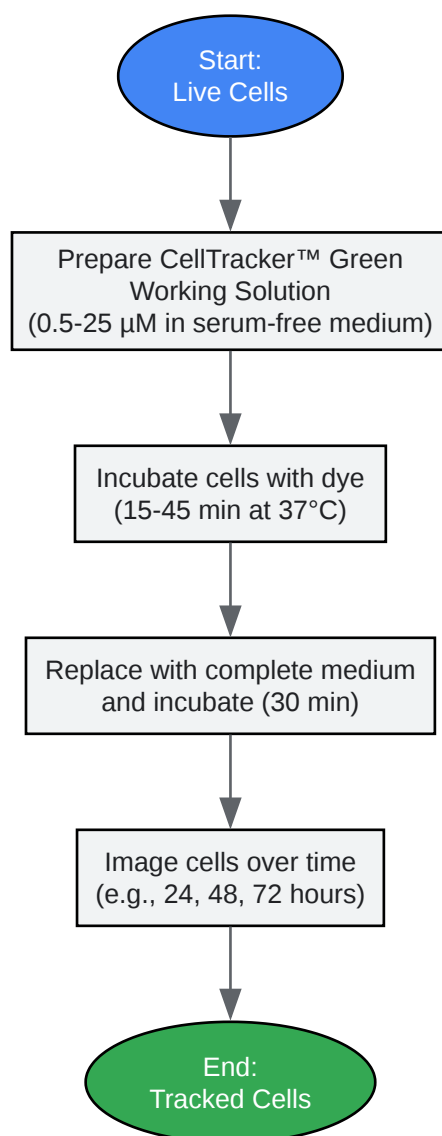 Start:
Live Cells
Prepare CellTracker™ Green
Working Solution
(0.5-25 µM in serum-free medium)
Incubate cells with dye
(15-45 min at 37°C)
Replace with complete medium
and incubate (30 min)
Image cells over time
(e.g., 24, 48, 72 hours)
End:
Tracked Cells